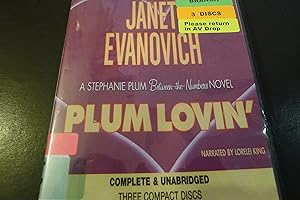 BRANCH
3 DISCS
Please return
in AV Drop
JANET
EVANOVICH
A STEPHANIE PLUM Between-the-Numbers NOVEL
PLUM LOVIN'
NARRATED BY LORELEI KING
COMPLETE & UNABRIDGED
THREE COMPACT DISCS